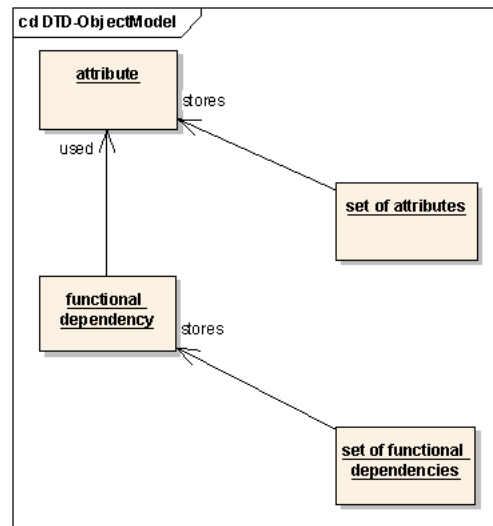 cd DTD-ObjectModel
attribute
stores
used
set of attributes
functional
dependency
stores
set of functional
dependencies